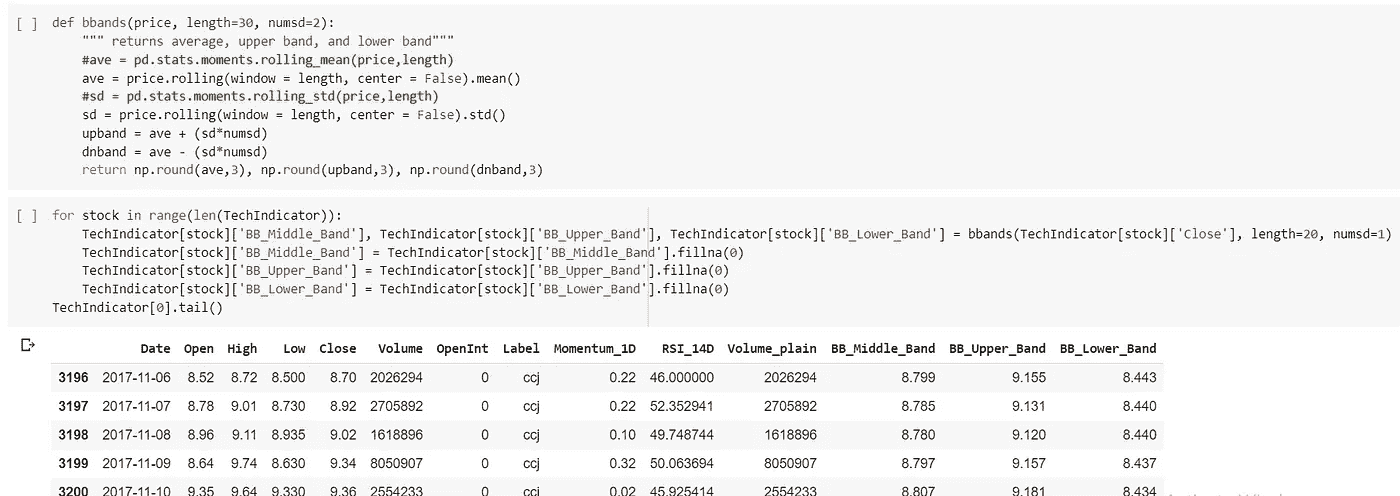 [ ] def bbands(price, length=30, numsd=2):
""" returns average, upper band, and lower band"""
#ave = pd.stats.moments.rolling_mean(price,length)
ave = price.rolling(window = length, center = False).mean()
#sd = pd.stats.moments.rolling_std(price,length)
sd = price.rolling(window = length, center = False).std()
upband = ave + (sd*numsd)
dnband = ave - (sd*numsd)
return np.round(ave,3), np.round(upband,3), np.round(dnband,3)
[ ] for stock in range(len(TechIndicator)):
TechIndicator[stock]['BB_Middle_Band'], TechIndicator[stock]['BB_Upper_Band'], TechIndicator[stock]['BB_Lower_Band'] = bbands(TechIndicator[stock]['Close'], length=20, numsd=1)
TechIndicator[stock]['BB_Middle_Band'] = TechIndicator[stock]['BB_Middle_Band'].fillna(0)
TechIndicator[stock]['BB_Upper_Band'] = TechIndicator[stock]['BB_Upper_Band'].fillna(0)
TechIndicator[stock]['BB_Lower_Band'] = TechIndicator[stock]['BB_Lower_Band'].fillna(0)
TechIndicator[0].tail()
Date Open High Low Close Volume OpenInt Label Momentum_1D RSI_14D Volume_plain BB_Middle_Band BB_Upper_Band BB_Lower_Band
3196 2017-11-06 8.52 8.72 8.500 8.70 2026294 0 ccj 0.22 46.000000 2026294 8.799 9.155 8.443
3197 2017-11-07 8.78 9.01 8.730 8.92 2705892 0 ccj 0.22 52.352941 2705892 8.785 9.131 8.440
3198 2017-11-08 8.96 9.11 8.935 9.02 1618896 0 ccj 0.10 49.748744 1618896 8.780 9.120 8.440
3199 2017-11-09 8.64 9.74 8.630 9.34 8050907 0 ccj 0.32 50.063694 8050907 8.797 9.157 8.437
3200 2017-11-10 9.35 9.64 9.330 9.36 2554233 0 ccj 0.02 45.925414 2554233 8.807 9.181 8.434